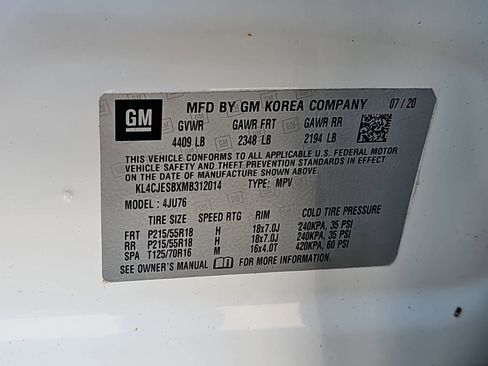 GM MFD BY GM KOREA COMPANY 07/20
GVWR GAWR FRT GAWR RR
4409 LB 2348 LB 2194 LB
THIS VEHICLE CONFORMS TO ALL APPLICABLE U.S. FEDERAL MOTOR
VEHICLE SAFETY AND THEFT PREVENTION STANDARDS IN EFFECT ON
THE DATE OF MANUFACTURE SHOWN ABOVE.
KL4CJESBXMB312014 TYPE: MPV
MODEL: 4JU76
TIRE SIZE SPEED RTG RIM COLD TIRE PRESSURE
FRT P215/55R18 H 18x7.0J 240KPA, 35 PSI
RR P215/55R18 H 18x7.0J 240KPA, 35 PSI
SPA T125/70R16 M 16x4.0T 420KPA, 60 PSI
SEE OWNER'S MANUAL FOR MORE INFORMATION